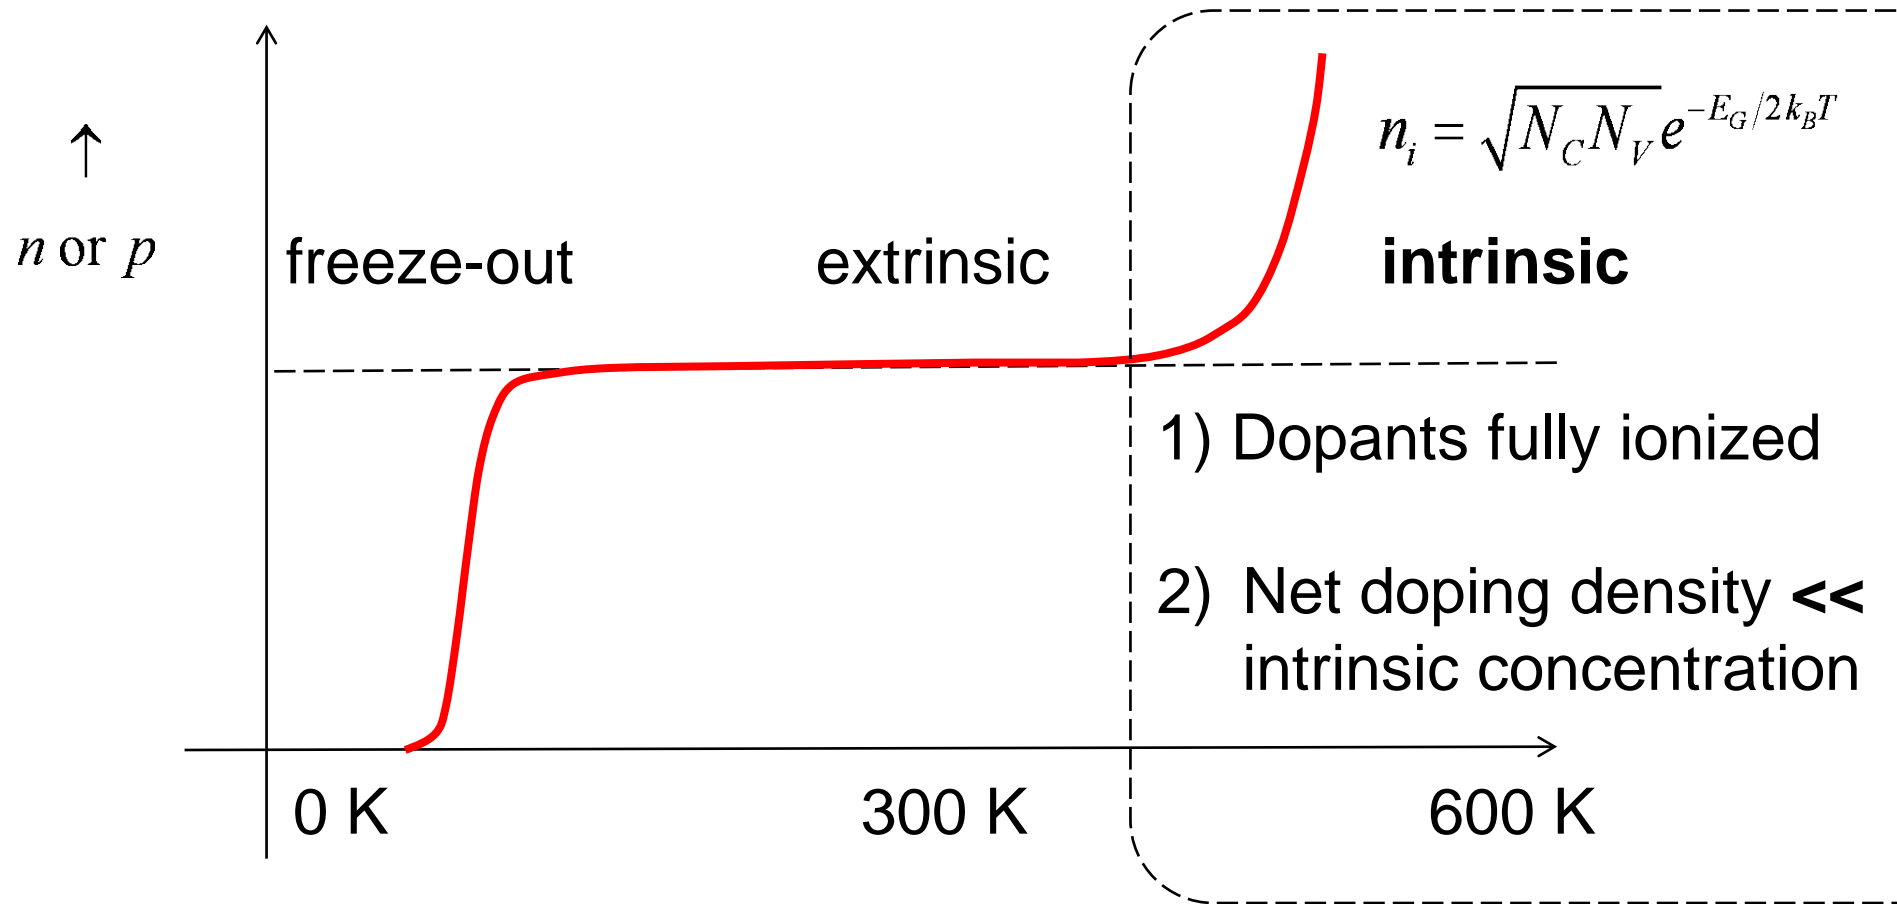 ↑
n or p
freeze-out
extrinsic
intrinsic
n_i = √(N_C N_V) e^{-E_G/2k_BT}
1) Dopants fully ionized
2) Net doping density <<
intrinsic concentration
0 K
300 K
600 K